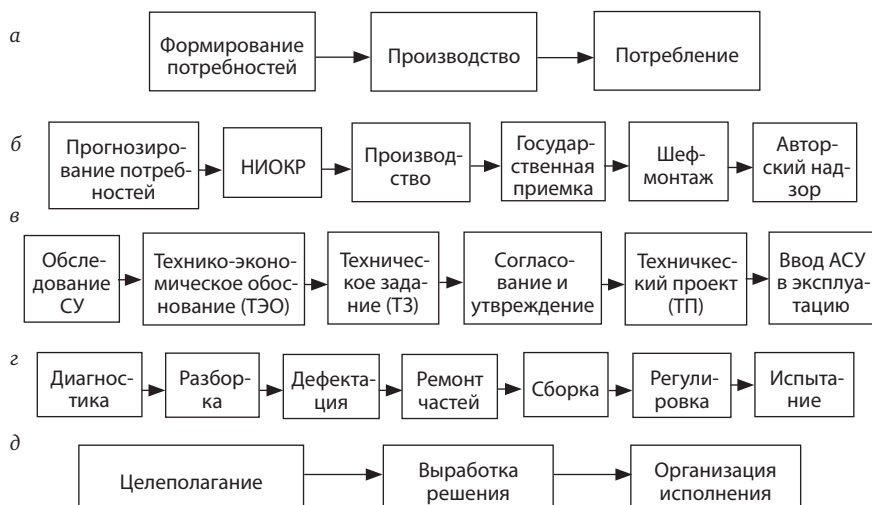 а
Формирование
потребностей
Производство
Потребление
б
Прогнозиро-
вание потреб-
ностей
НИОКР
Производ-
ство
Государ-
ственная
приемка
Шеф-
монтаж
Автор-
ский над-
зор
в
Обсле-
дование
СУ
Технико-эконо-
мическое обос-
нование (ТЭО)
Техничес-
кое зада-
ние (ТЗ)
Согласо-
вание и
утвреждение
Техничкес-
кий проект
(ТП)
Ввод АСУ
в эксплуа-
тацию
г
Диагнос-
тика
Разбор-
ка
Дефекта-
ция
Ремонт
частей
Сборка
Регули-
ровка
Испыта-
ние
д
Целеполагание
Выработка
решения
Организация
исполнения